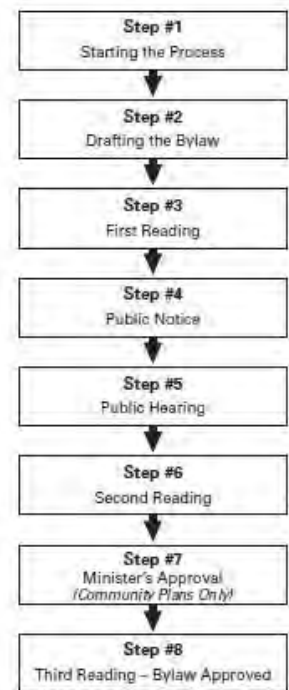 Step #1
Starting the Process
Step #2
Drafting the Bylaw
Step #3
First Reading
Step #4
Public Notice
Step #5
Public Hearing
Step #6
Second Reading
Step #7
Minister's Approval
(Community Plans Only)
Step #8
Third Reading – Bylaw Approved